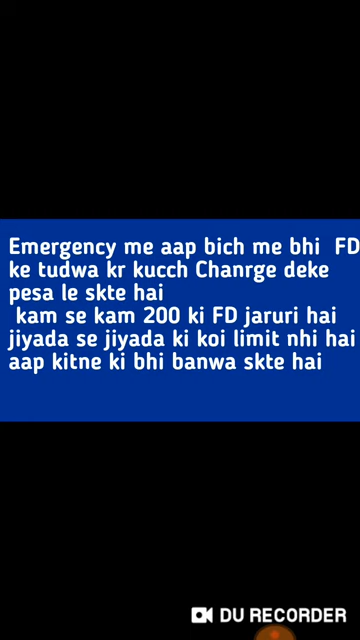 Emergency me aap bich me bhi FD
ke tudwa kr kucch Chanrge deke
pesa le skte hai
kam se kam 200 ki FD jaruri hai
jiyada se jiyada ki koi limit nhi hai
aap kitne ki bhi banwa skte hai
DU RECORDER